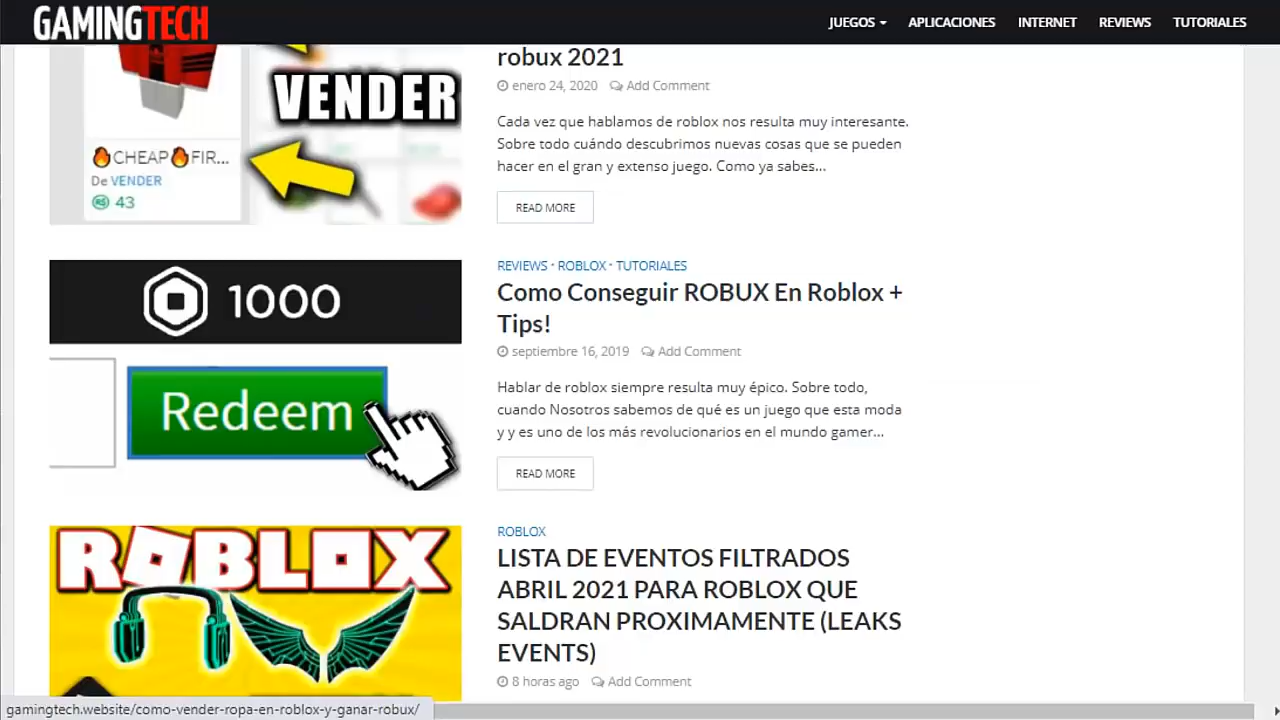 GAMINGTECH
JUEGOS APLICACIONES INTERNET REVIEWS TUTORIALES
robux 2021
enero 24, 2020 Add Comment
Cada vez que hablamos de roblox nos resulta muy interesante.
Sobre todo cuándo descubrimos nuevas cosas que se pueden
hacer en el gran y extenso juego. Como ya sabes...
READ MORE
VENDER
CHEAP FIR...
De VENDER
43
1000
Redeem
REVIEWS • ROBLOX • TUTORIALES
Como Conseguir ROBUX En Roblox +
Tips!
septiembre 16, 2019 Add Comment
Hablar de roblox siempre resulta muy épico. Sobre todo,
cuando Nosotros sabemos de qué es un juego que esta moda
y y es uno de los más revolucionarios en el mundo gamer...
READ MORE
ROBLOX
ROBLOX
LISTA DE EVENTOS FILTRADOS
ABRIL 2021 PARA ROBLOX QUE
SALDRAN PROXIMAMENTE (LEAKS
EVENTS)
8 horas ago Add Comment
gamingtech.website/como-vender-ropa-en-roblox-y-ganar-robux/